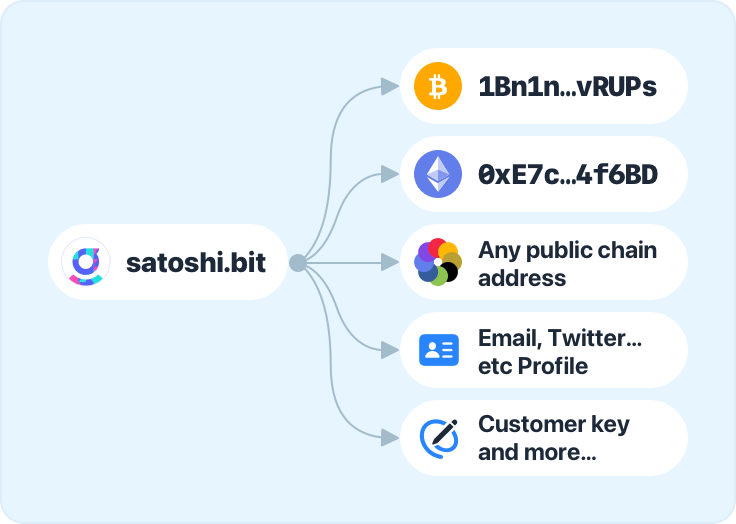 satoshi.bit
1Bn1n...vRUPs
0xE7c...4f6BD
Any public chain
address
Email, Twitter...
etc Profile
Customer key
and more...